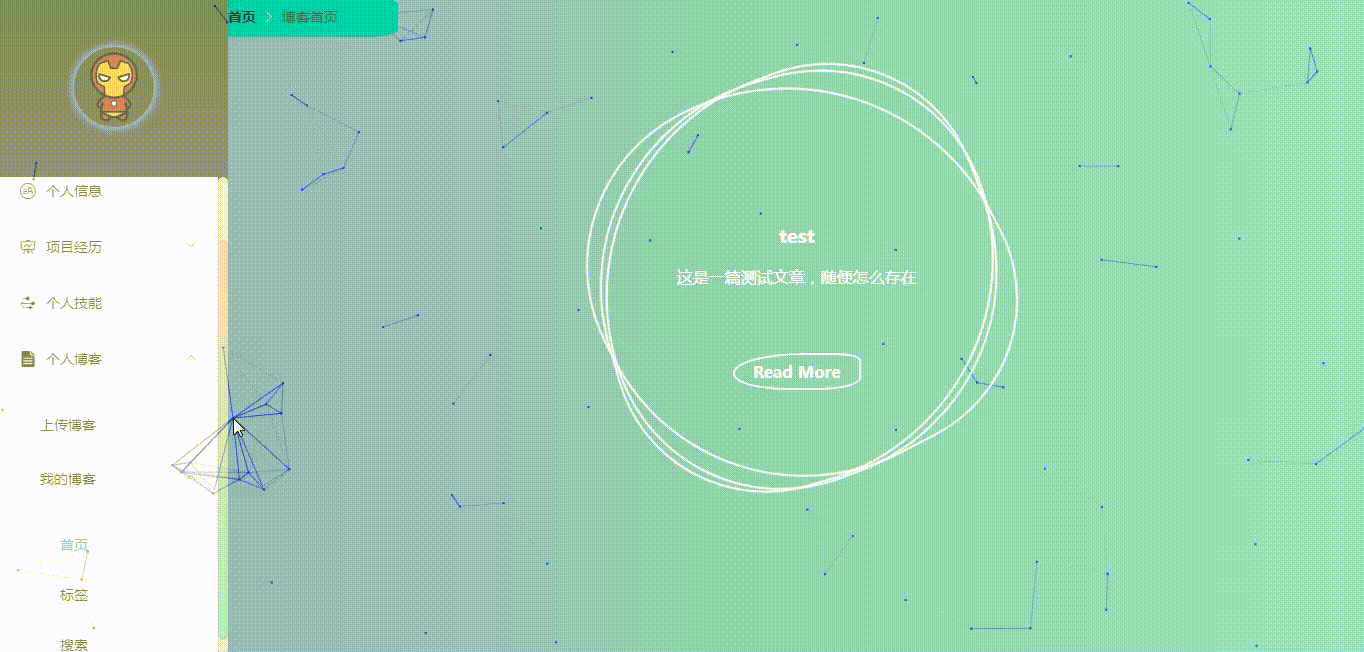 首页 > 博客首页
个人信息
项目经历
个人技能
个人博客
上传博客
我的博客
首页
标签
搜索
test
这是一篇测试文章，随便怎么存在
Read More